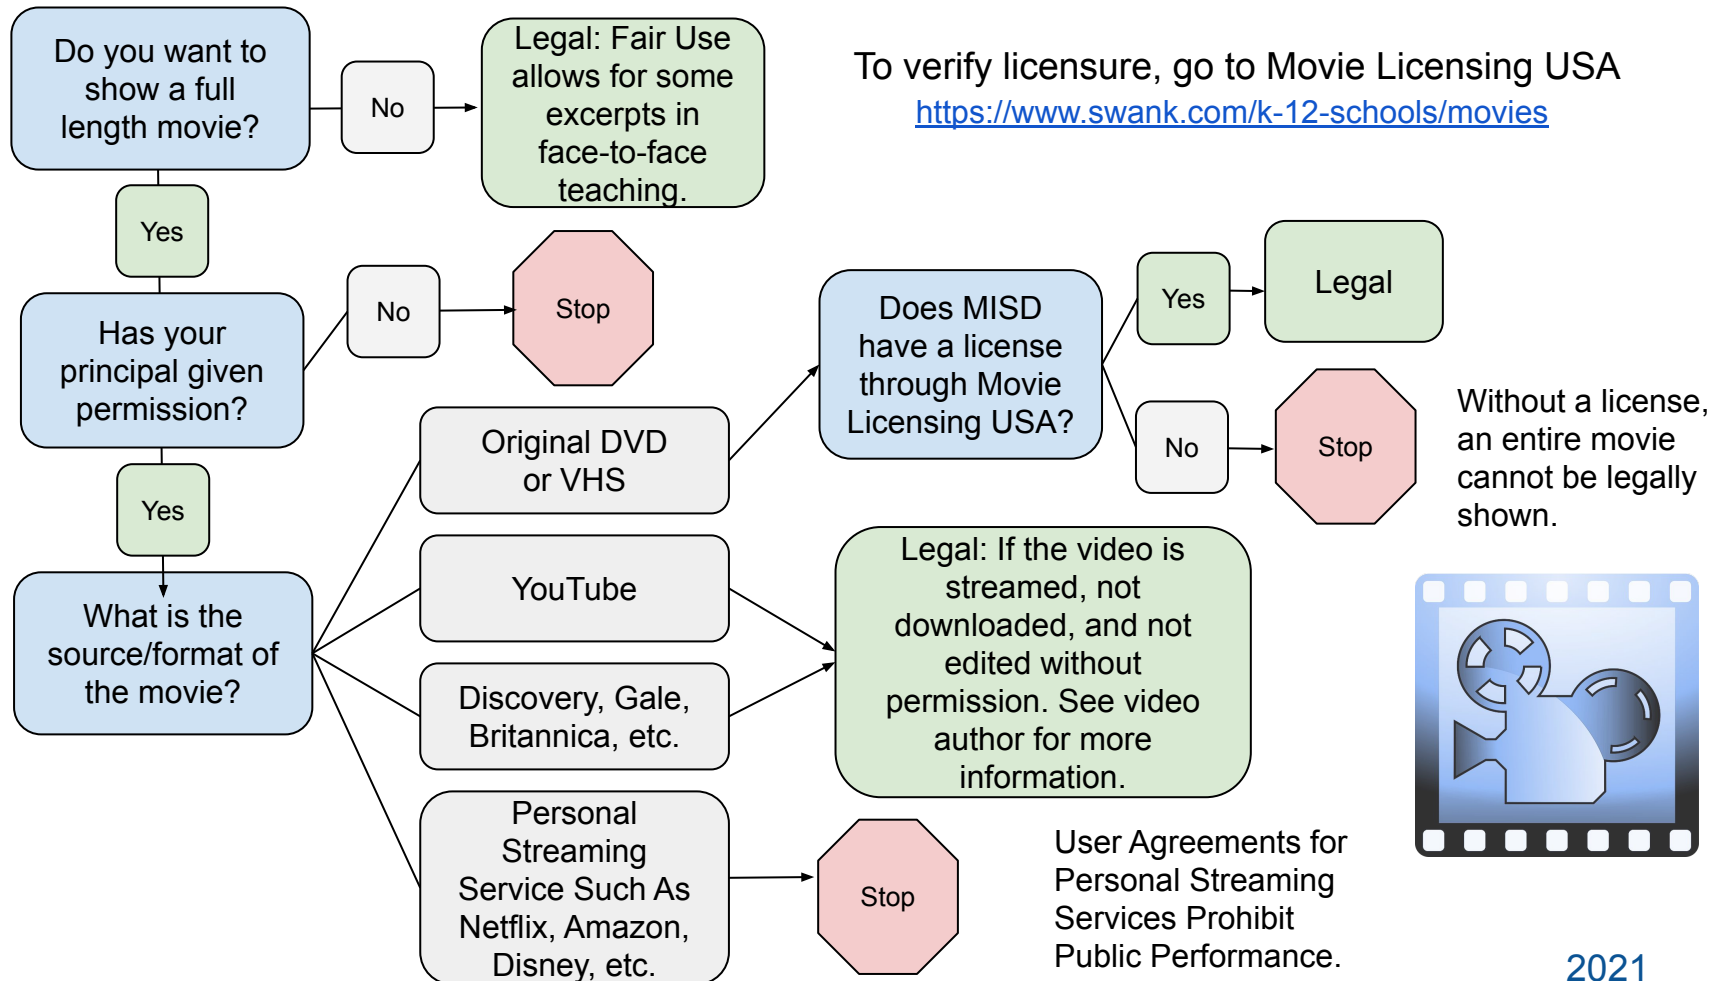 Do you want to
show a full
length movie?
No
Legal: Fair Use
allows for some
excerpts in
face-to-face
teaching.
To verify licensure, go to Movie Licensing USA
https://www.swank.com/k-12-schools/movies
Yes
Has your
principal given
permission?
No
Stop
Yes
What is the
source/format of
the movie?
Original DVD
or VHS
Does MISD
have a license
through Movie
Licensing USA?
Yes
Legal
No
Stop
Without a license,
an entire movie
cannot be legally
shown.
YouTube
Discovery, Gale,
Britannica, etc.
Legal: If the video is
streamed, not
downloaded, and not
edited without
permission. See video
author for more
information.
Personal
Streaming
Service Such As
Netflix, Amazon,
Disney, etc.
Stop
User Agreements for
Personal Streaming
Services Prohibit
Public Performance.
2021